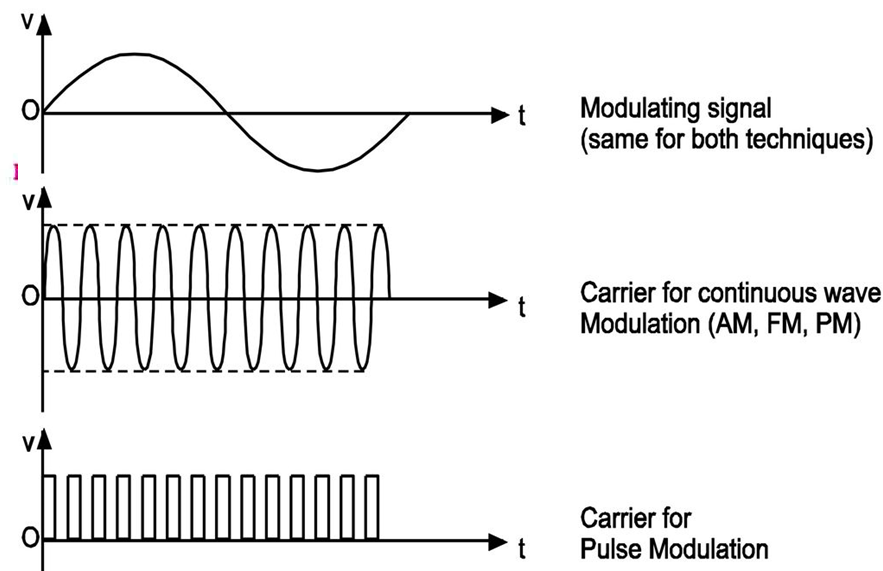 V
O
t
Modulating signal
(same for both techniques)
V
O
t
Carrier for continuous wave
Modulation (AM, FM, PM)
V
O
t
Carrier for
Pulse Modulation